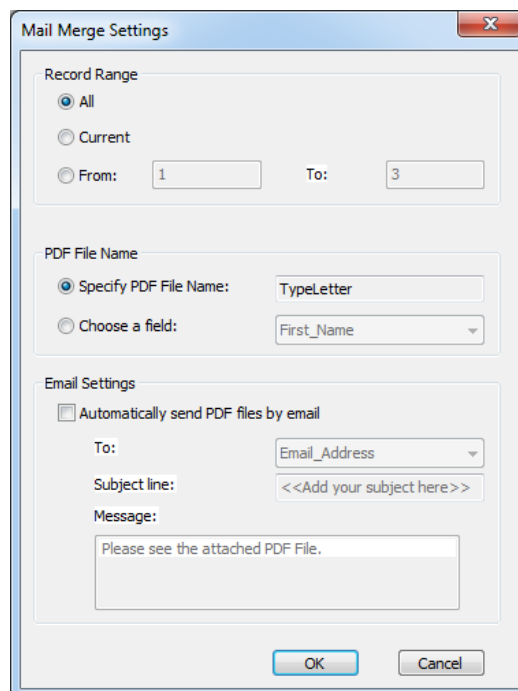 Mail Merge Settings
Record Range
All
Current
From: 1 To: 3
PDF File Name
Specify PDF File Name: TypeLetter
Choose a field: First_Name
Email Settings
Automatically send PDF files by email
To: Email_Address
Subject line: <<Add your subject here>>
Message:
Please see the attached PDF File.
OK Cancel